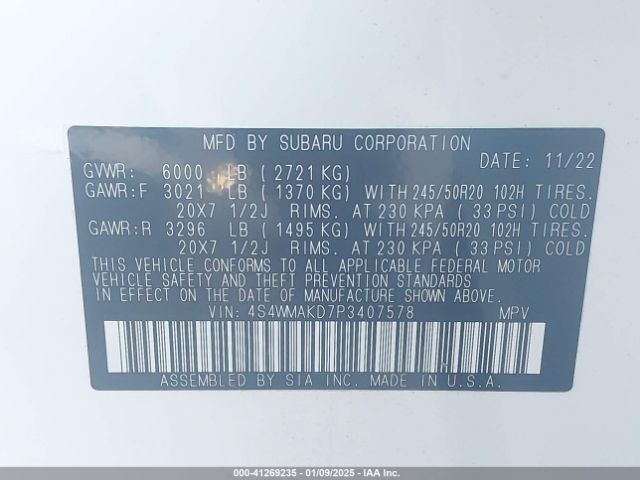 MFD BY SUBARU CORPORATION
DATE: 11/22
GVWR: 6000 LB ( 2721 KG)
GAWR:F 3021 LB ( 1370 KG) WITH 245/50R20 102H TIRES.
20X7 1/2J RIMS. AT 230 KPA ( 33 PSI) COLD
GAWR:R 3296 LB ( 1495 KG) WITH 245/50R20 102H TIRES.
20X7 1/2J RIMS. AT 230 KPA ( 33 PSI) COLD
THIS VEHICLE CONFORMS TO ALL APPLICABLE FEDERAL MOTOR
VEHICLE SAFETY AND THEFT PREVENTION STANDARDS
IN EFFECT ON THE DATE OF MANUFACTURE SHOWN ABOVE.
VIN: 4S4WMAKD7P3407578 MPV
ASSEMBLED BY SIA INC. MADE IN U.S.A.
000-41269235 - 01/09/2025 - IAA Inc.